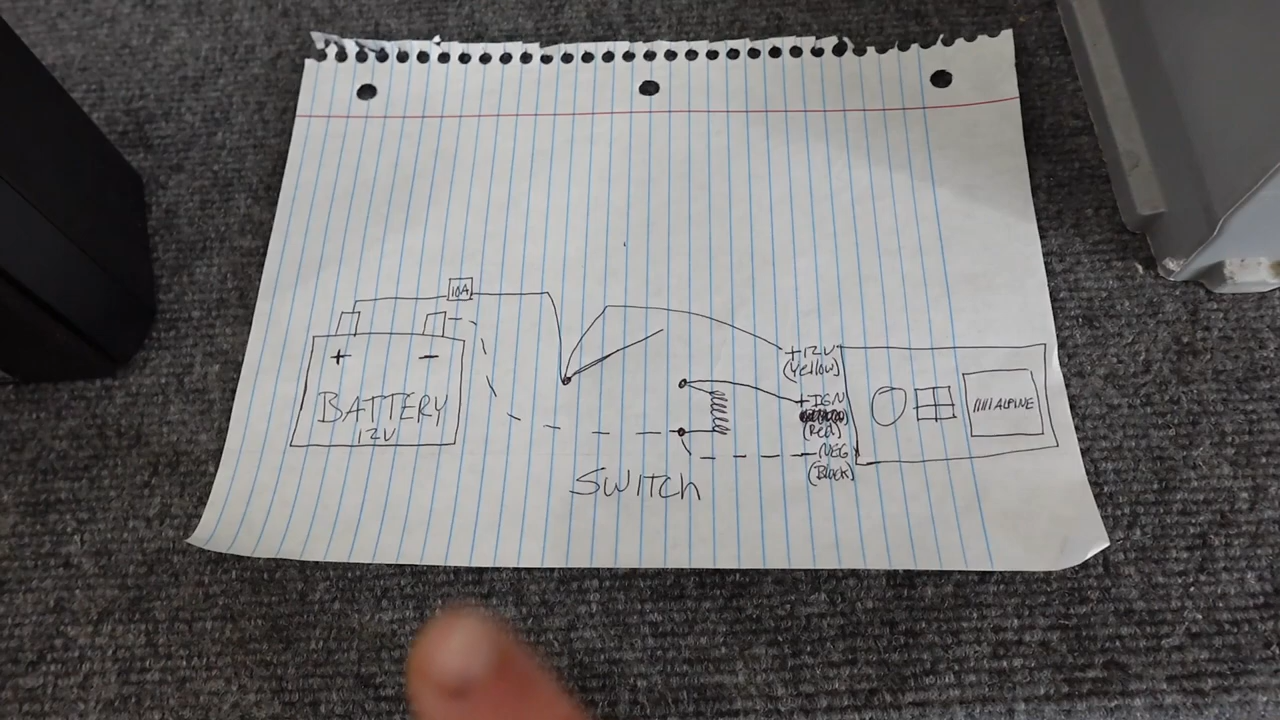 10A
+ -
BATTERY
12V
SWITCH
+12V
(Yellow)
+IGN
(Red)
NEG
(Black)
ALPINE